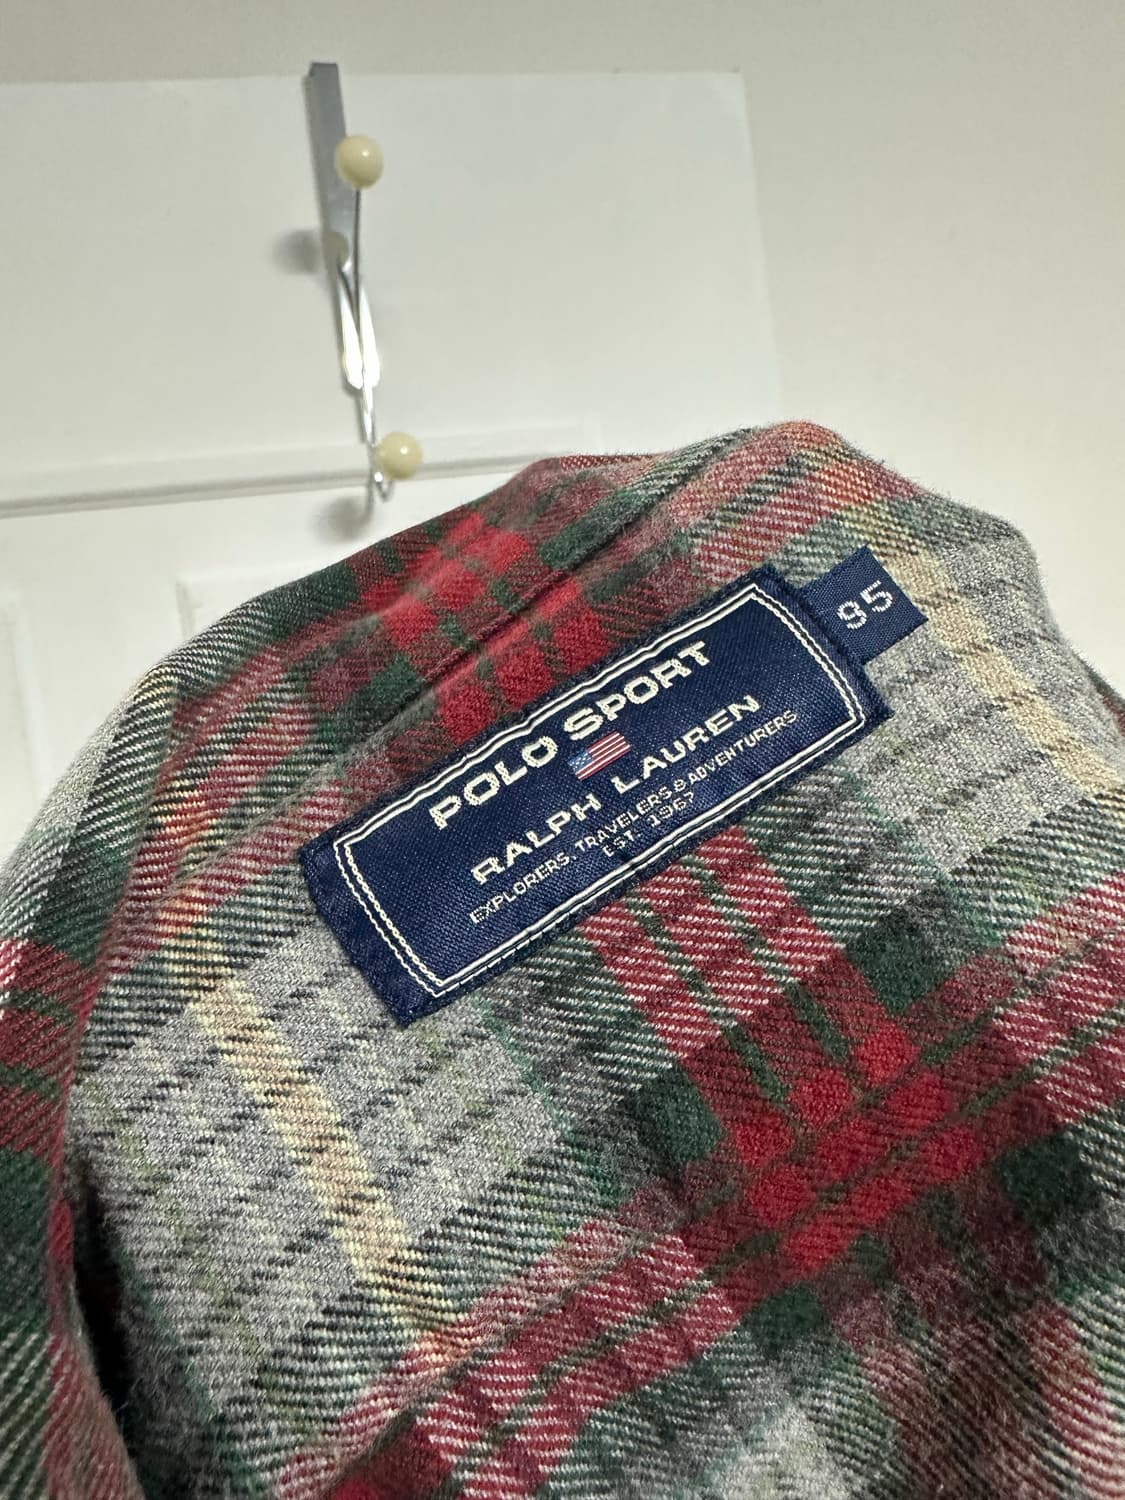 POLO SPORT
RALPH LAUREN
EXPLORERS, TRAVELERS & ADVENTURERS
EST. 1967
95